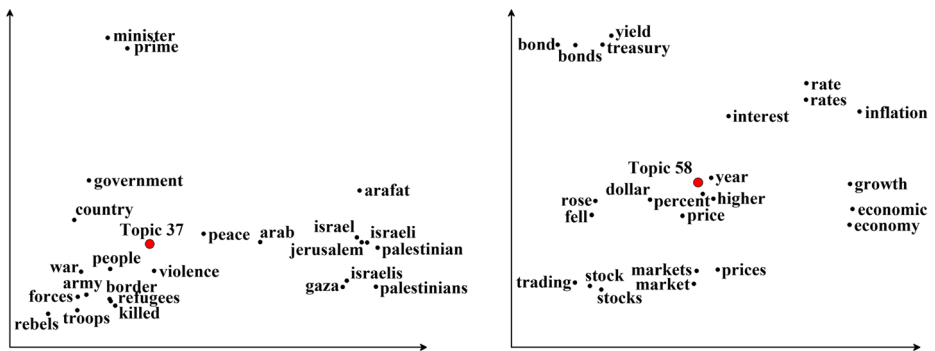 minister
prime
government
country
Topic 37
people
war
army
border
forces
refugees
troops
killed
rebels
violence
peace
arab
arafat
israel
israeli
jerusalem
palestinian
israelis
gaza
palestinians
yield
bond
treasury
bonds
rate
rates
interest
inflation
Topic 58
year
dollar
percent
higher
rose
fell
price
growth
economic
economy
markets
prices
trading
stock
market
stocks